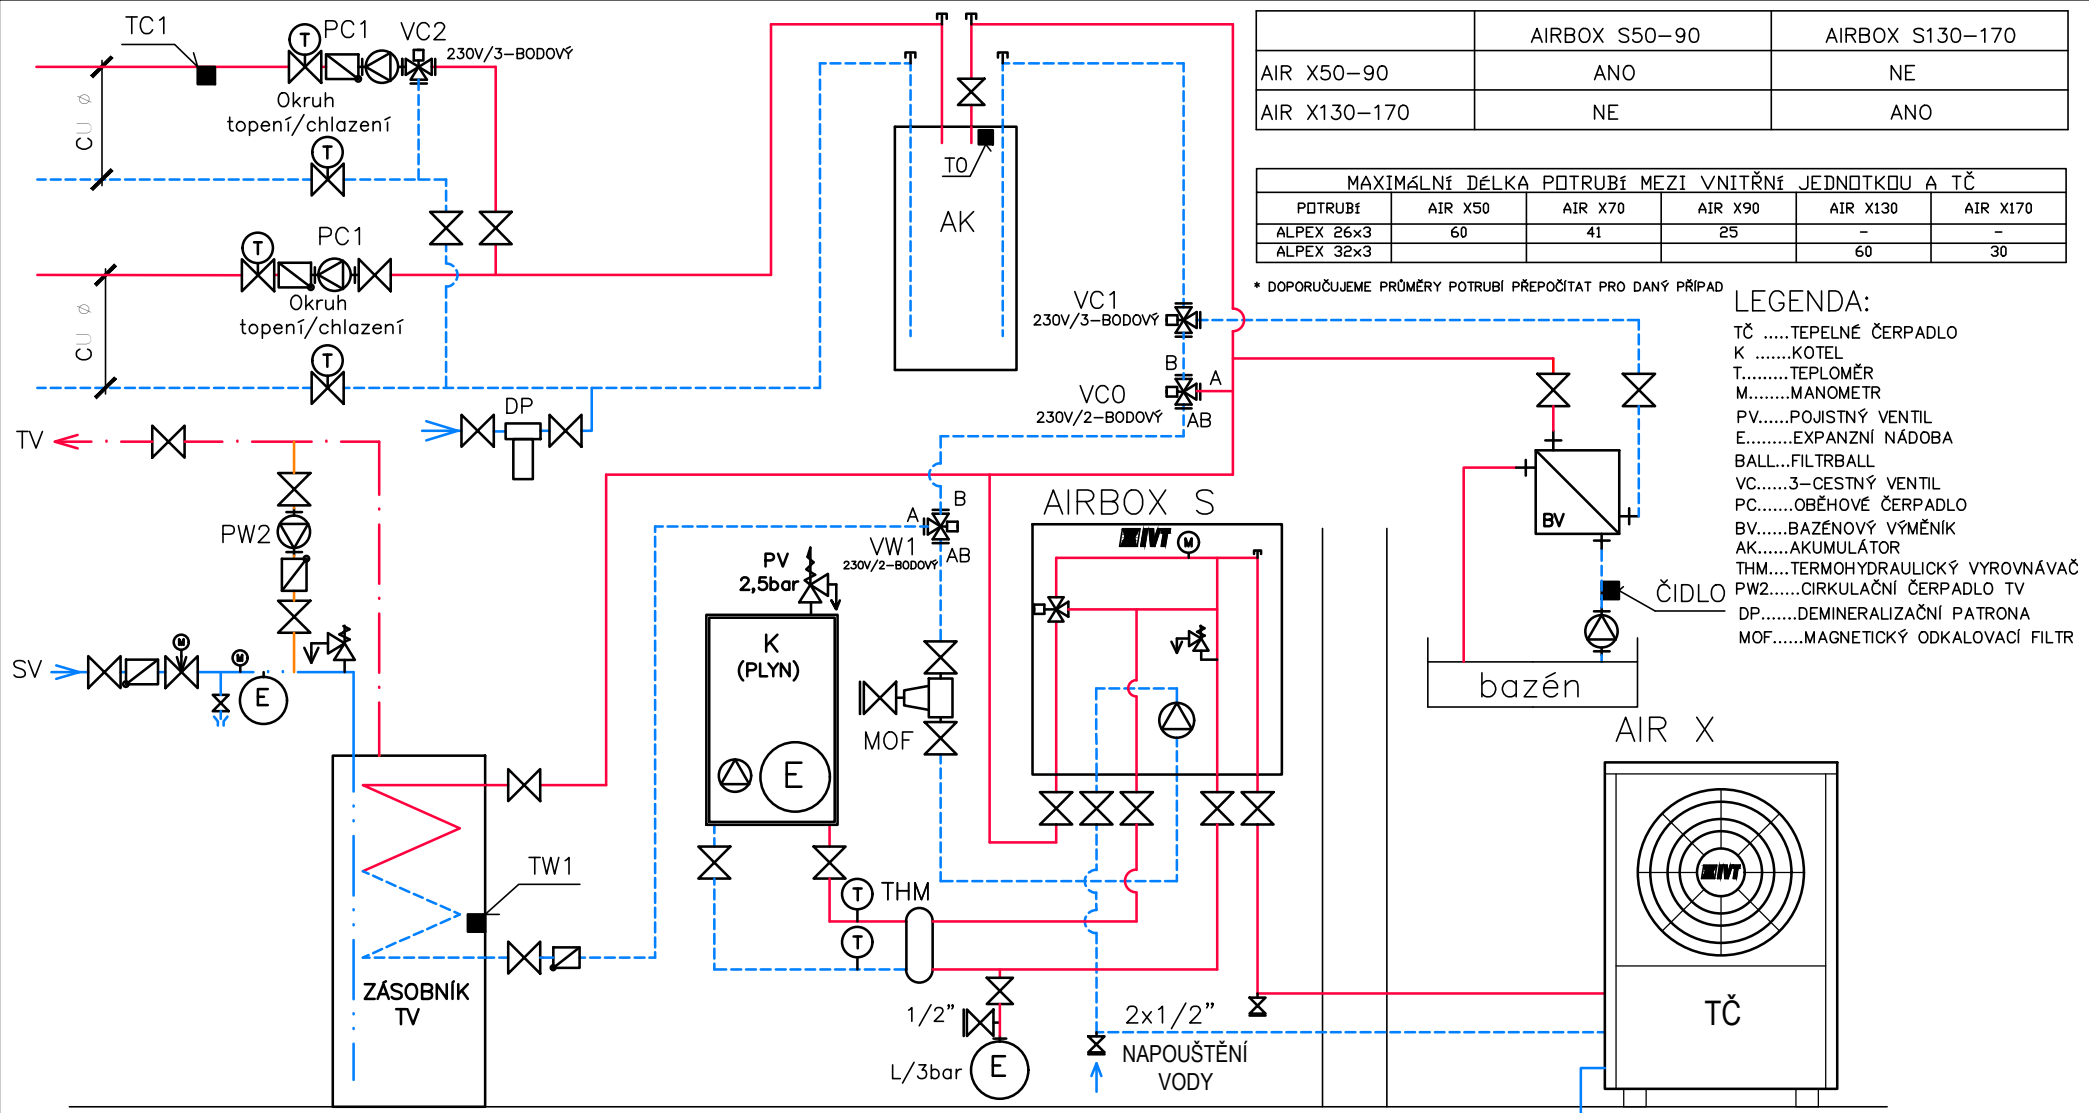 TC1
PC1
VC2
230V/3-BODOVÝ
T
Okruh
topení/chlazení
CU ⌀
T
PC1
T
Okruh
topení/chlazení
CU ⌀
T
TO
AK
AIRBOX S50-90
AIRBOX S130-170
AIR X50-90
ANO
NE
AIR X130-170
NE
ANO
MAXIMáLNí DéLKA POTRUBí MEZI VNITŘNí JEDNOTKOU A TČ
POTRUBí
AIR X50
AIR X70
AIR X90
AIR X130
AIR X170
ALPEX 26x3
60
41
25
-
-
ALPEX 32x3
60
30
* DOPORUČUJEME PRŮMĚRY POTRUBÍ PŘEPOČÍTAT PRO DANÝ PŘÍPAD
VC1
230V/3-BODOVÝ
B
A
VC0
230V/2-BODOVÝ
AB
LEGENDA:
TČ .....TEPELNÉ ČERPADLO
K .......KOTEL
T.........TEPLOMĚR
M........MANOMETR
PV.....POJISTNÝ VENTIL
E.........EXPANZNÍ NÁDOBA
BALL...FILTRBALL
VC......3-CESTNÝ VENTIL
PC.......OBĚHOVÉ ČERPADLO
BV.....BAZÉNOVÝ VÝMĚNÍK
AK.....AKUMULÁTOR
THM...TERMOHYDRAULICKÝ VYROVNÁVAČ
PW2......CIRKULAČNÍ ČERPADLO TV
DP.......DEMINERALIZAČNÍ PATRONA
MOF.....MAGNETICKÝ ODKALOVACÍ FILTR
DP
TV
PW2
SV
M
M
E
AIRBOX S
IVT
M
B
A
VW1
AB
230V/2-BODOVÝ
PV
2,5bar
K
(PLYN)
E
MOF
BV
ČIDLO
bazén
AIR X
IVT
TČ
TW1
ZÁSOBNÍK
TV
T
THM
T
1/2”
L/3bar
E
2x1/2”
NAPOUŠTĚNÍ
VODY